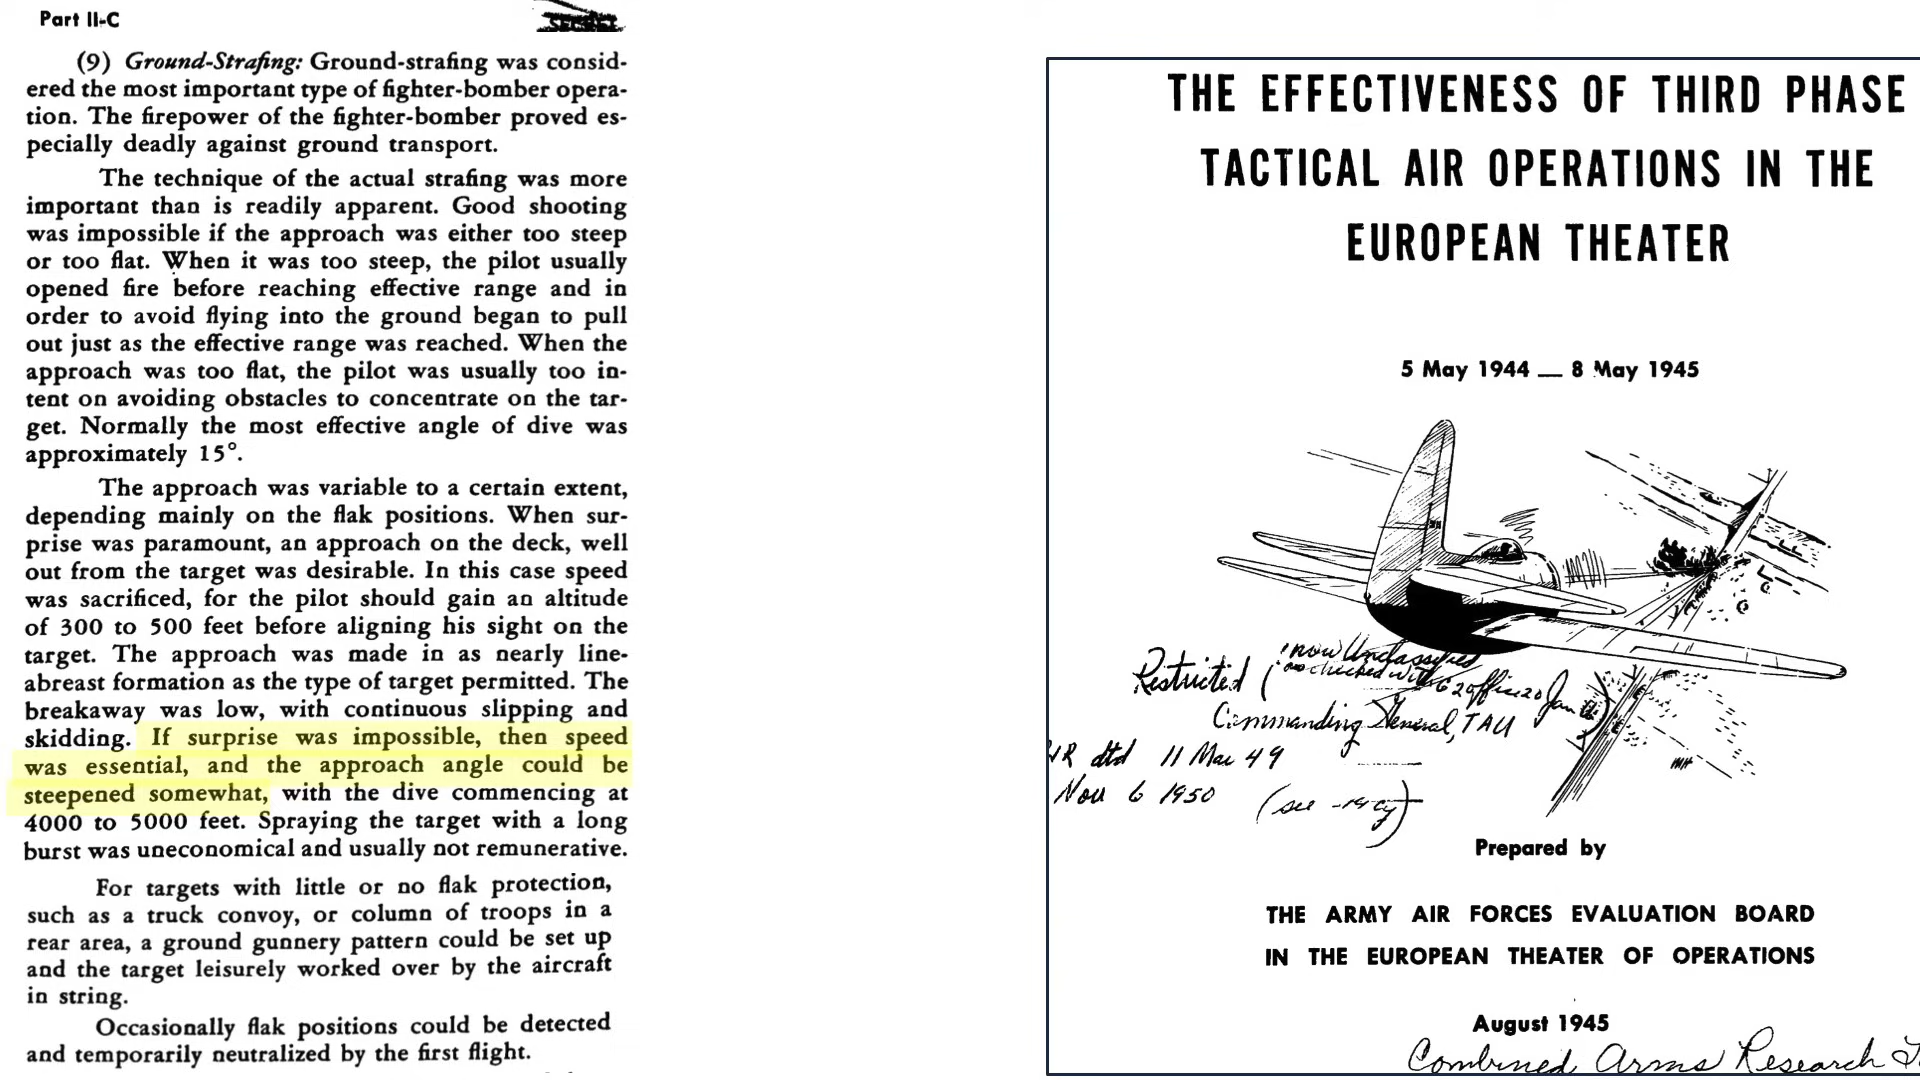 Part II-C
SECRET
(9) Ground-Strafing: Ground-strafing was consid-
ered the most important type of fighter-bomber opera-
tion. The firepower of the fighter-bomber proved es-
pecially deadly against ground transport.
The technique of the actual strafing was more
important than is readily apparent. Good shooting
was impossible if the approach was either too steep
or too flat. When it was too steep, the pilot usually
opened fire before reaching effective range and in
order to avoid flying into the ground began to pull
out just as the effective range was reached. When the
approach was too flat, the pilot was usually too in-
tent on avoiding obstacles to concentrate on the tar-
get. Normally the most effective angle of dive was
approximately 15°.
The approach was variable to a certain extent,
depending mainly on the flak positions. When sur-
prise was paramount, an approach on the deck, well
out from the target was desirable. In this case speed
was sacrificed, for the pilot should gain an altitude
of 300 to 500 feet before aligning his sight on the
target. The approach was made in as nearly line-
abreast formation as the type of target permitted. The
breakaway was low, with continuous slipping and
skidding. If surprise was impossible, then speed
was essential, and the approach angle could be
steepened somewhat, with the dive commencing at
4000 to 5000 feet. Spraying the target with a long
burst was uneconomical and usually not remunerative.
For targets with little or no flak protection,
such as a truck convoy, or column of troops in a
rear area, a ground gunnery pattern could be set up
and the target leisurely worked over by the aircraft
in string.
Occasionally flak positions could be detected
and temporarily neutralized by the first flight.
THE EFFECTIVENESS OF THIRD PHASE
TACTICAL AIR OPERATIONS IN THE
EUROPEAN THEATER
5 May 1944 — 8 May 1945
Restricted (now Unclassified
as checked with G2 office 20 Jan
Commanding General, TAU
dtd 11 Mar 49
Nov 6 1950 (see
Prepared by
THE ARMY AIR FORCES EVALUATION BOARD
IN THE EUROPEAN THEATER OF OPERATIONS
August 1945
Combined Arms Research